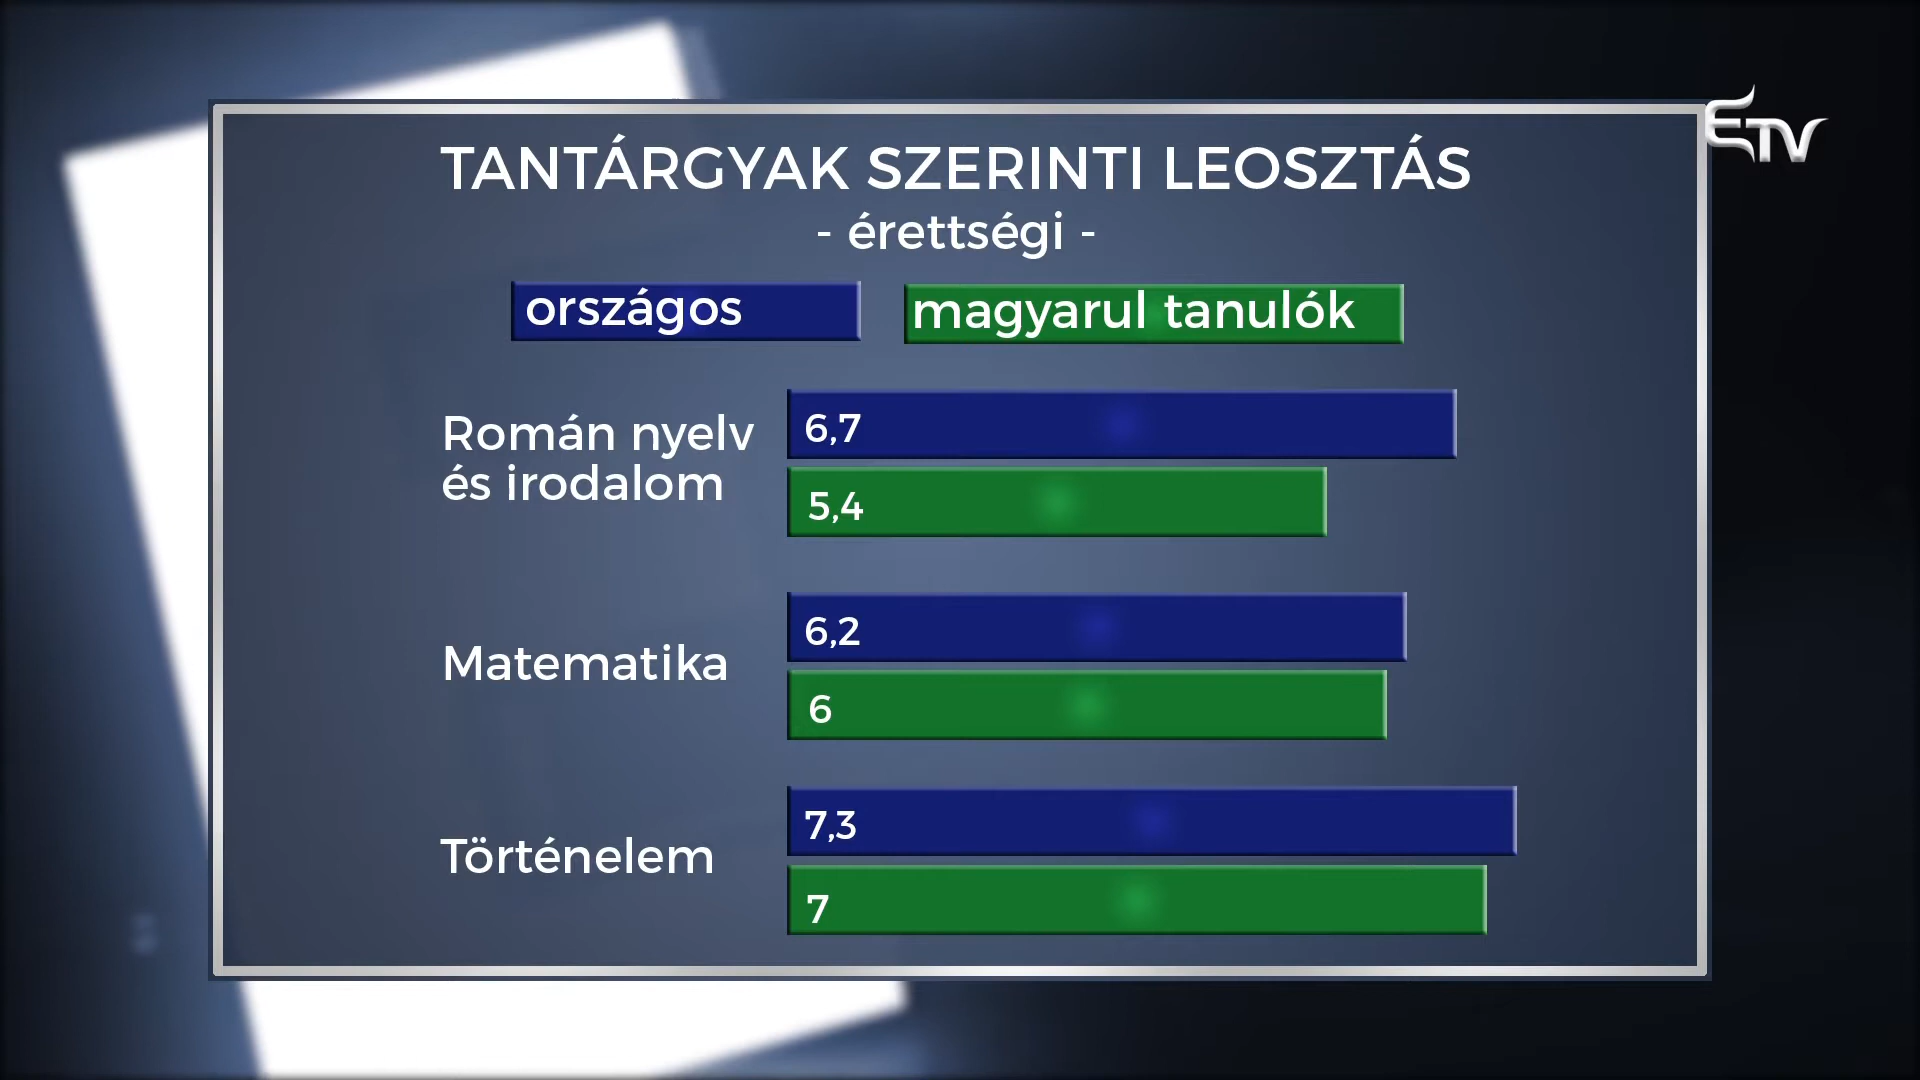 TANTÁRGYAK SZERINTI LEOSZTÁS
- érettségi -
országos
magyarul tanulók
Román nyelv
és irodalom
6,7
5,4
Matematika
6,2
6
Történelem
7,3
7
ETV